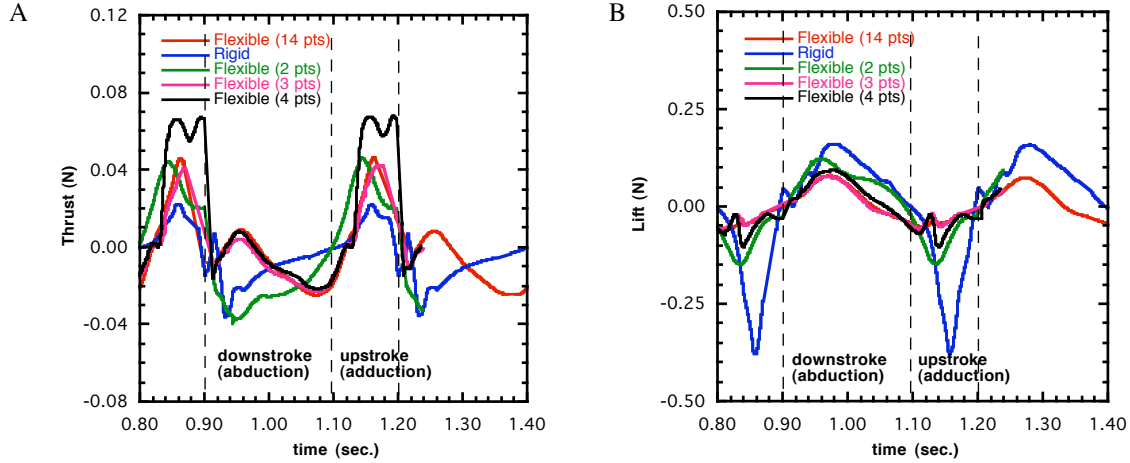 A
0.12
0.08
0.04
0.00
-0.04
-0.08
Thrust (N)
Flexible (14 pts)
Rigid
Flexible (2 pts)
Flexible (3 pts)
Flexible (4 pts)
downstroke
(abduction)
upstroke
(adduction)
0.80 0.90 1.00 1.10 1.20 1.30 1.40
time (sec.)
B
0.50
0.25
0.00
-0.25
-0.50
Lift (N)
Flexible (14 pts)
Rigid
Flexible (2 pts)
Flexible (3 pts)
Flexible (4 pts)
downstroke
(abduction)
upstroke
(adduction)
0.80 0.90 1.00 1.10 1.20 1.30 1.40
time (sec.)